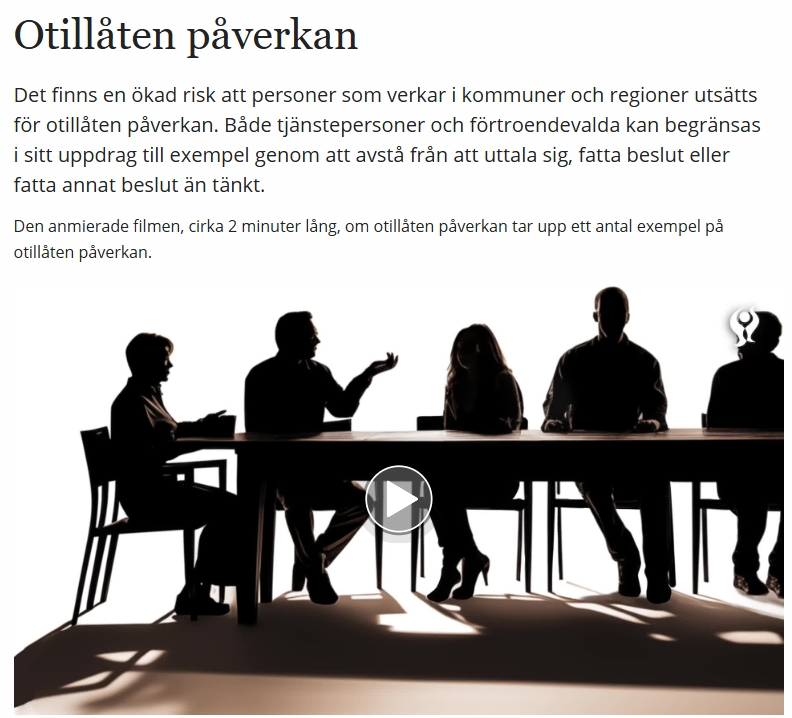 Otillåten påverkan
Det finns en ökad risk att personer som verkar i kommuner och regioner utsätts
för otillåten påverkan. Både tjänstepersoner och förtroendevalda kan begränsas
i sitt uppdrag till exempel genom att avstå från att uttala sig, fatta beslut eller
fatta annat beslut än tänkt.
Den anmierade filmen, cirka 2 minuter lång, om otillåten påverkan tar upp ett antal exempel på
otillåten påverkan.